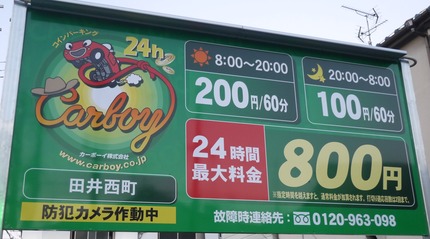 コインパーキング
24h
Carboy
カーボーイ株式会社
www.carboy.co.jp
田井西町
防犯カメラ作動中
8:00～20:00
200円/60分
20:00～8:00
100円/60分
24時間
最大料金
800円
故障時連絡先: 0120-963-098